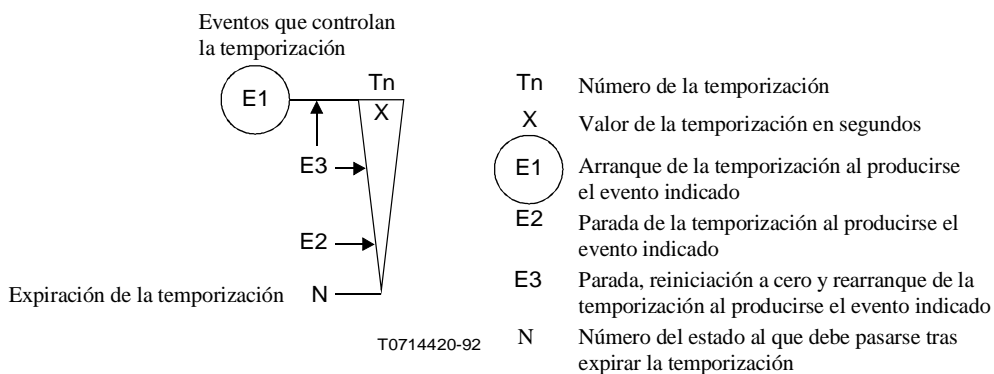 Eventos que controlan
la temporización
E1
Tn
X
E3
E2
Expiración de la temporización N
T0714420-92
Tn Número de la temporización
X Valor de la temporización en segundos
E1 Arranque de la temporización al producirse
el evento indicado
E2 Parada de la temporización al producirse el
evento indicado
E3 Parada, reiniciación a cero y rearranque de la
temporización al producirse el evento indicado
N Número del estado al que debe pasarse tras
expirar la temporización